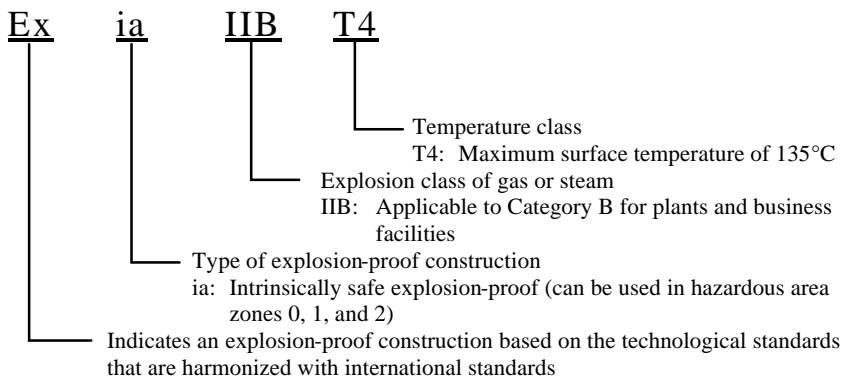 Ex ia IIB T4
Temperature class
T4: Maximum surface temperature of 135°C
Explosion class of gas or steam
IIB: Applicable to Category B for plants and business
facilities
Type of explosion-proof construction
ia: Intrinsically safe explosion-proof (can be used in hazardous area
zones 0, 1, and 2)
Indicates an explosion-proof construction based on the technological standards
that are harmonized with international standards